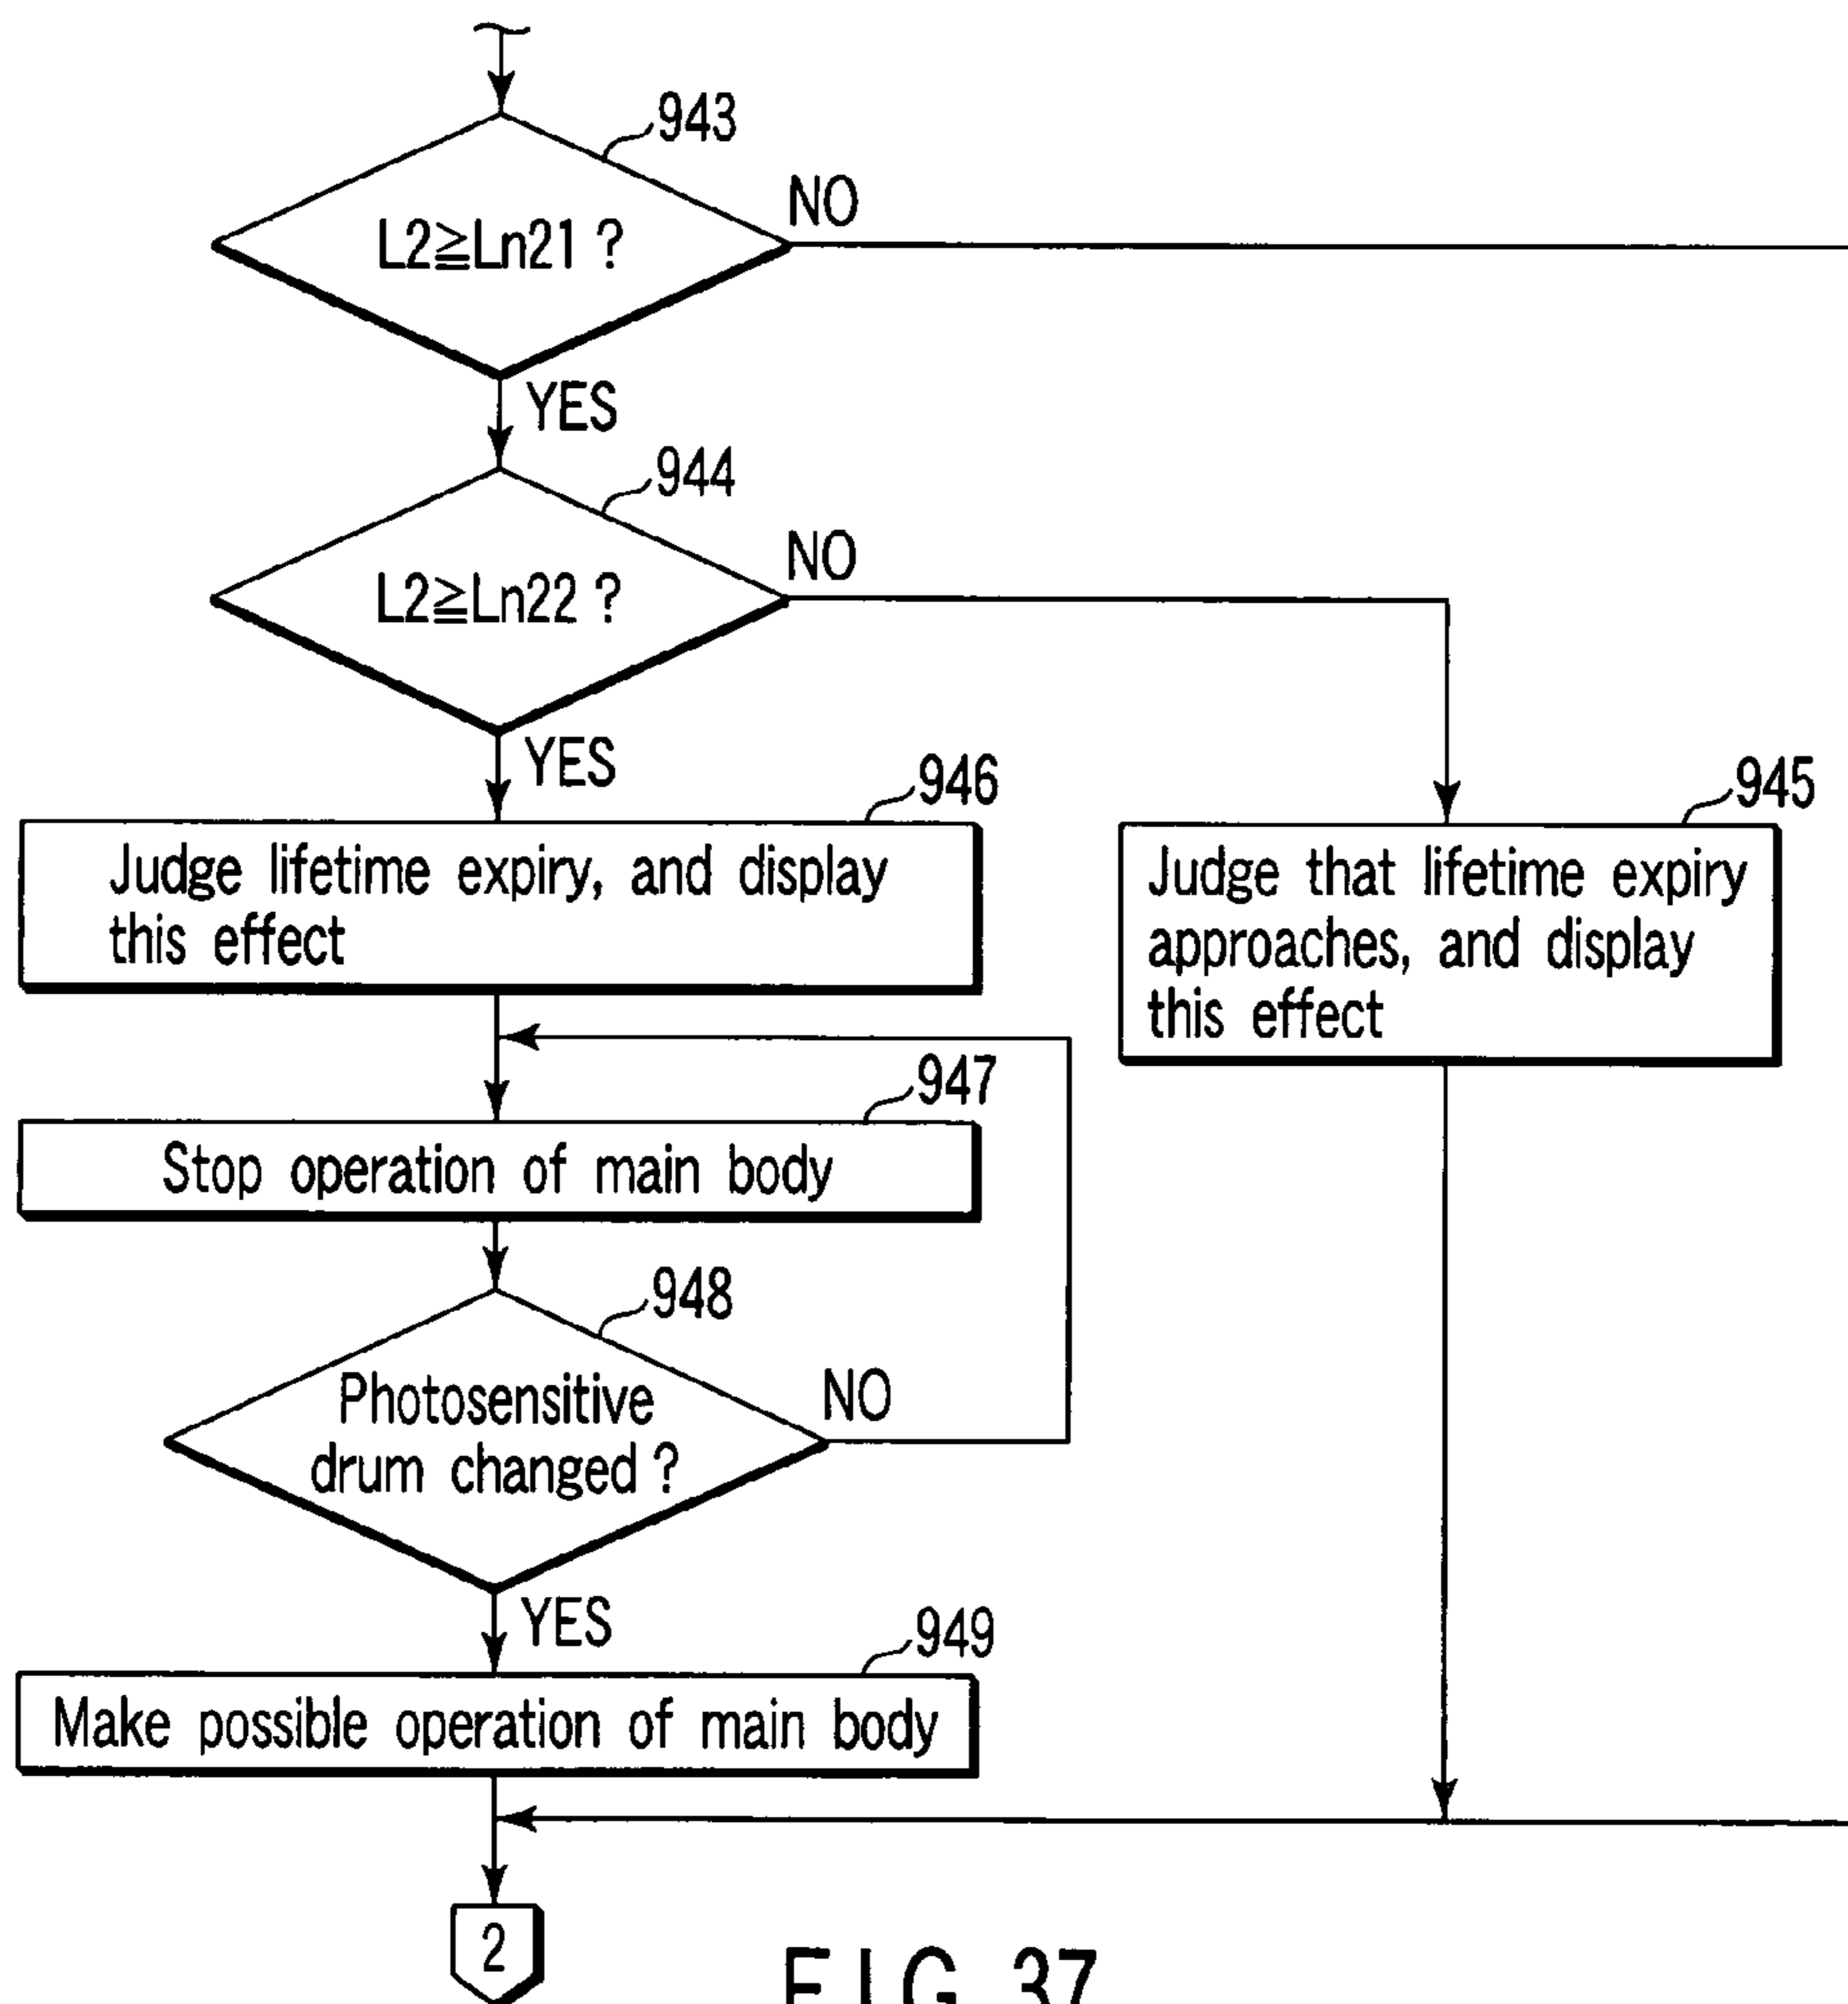 943
NO
L2≧Ln21 ?
YES
944
NO
L2≧Ln22 ?
YES
946
945
Judge lifetime expiry, and display
this effect
Judge that lifetime expiry
approaches, and display
this effect
947
Stop operation of main body
948
Photosensitive
drum changed ?
NO
YES
949
Make possible operation of main body
2
FIG. 37